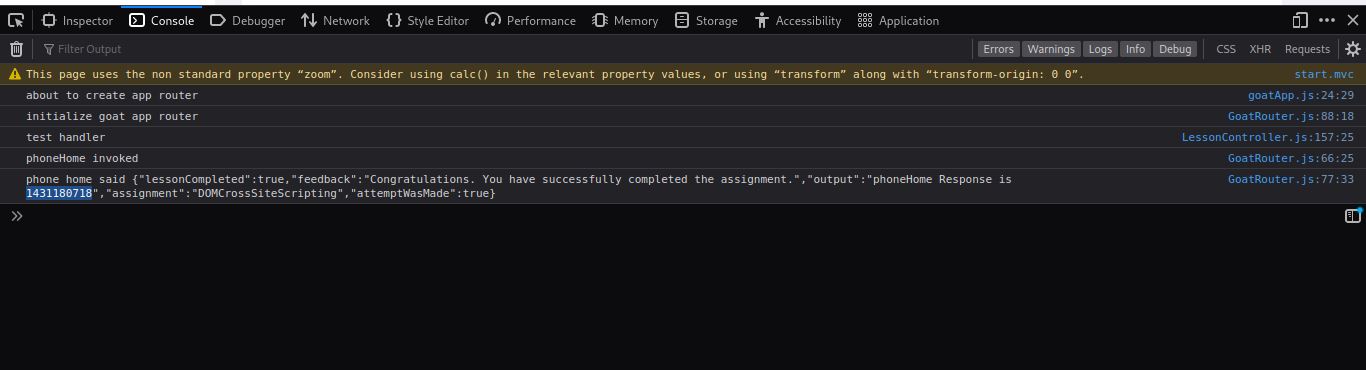 Inspector Console Debugger Network Style Editor Performance Memory Storage Accessibility Application
Filter Output Errors Warnings Logs Info Debug CSS XHR Requests
This page uses the non standard property “zoom”. Consider using calc() in the relevant property values, or using “transform” along with “transform-origin: 0 0”. start.mvc
about to create app router goatApp.js:24:29
initialize goat app router GoatRouter.js:88:18
test handler LessonController.js:157:25
phoneHome invoked GoatRouter.js:66:25
phone home said {"lessonCompleted":true,"feedback":"Congratulations. You have successfully completed the assignment.","output":"phoneHome Response is GoatRouter.js:77:33
1431180718","assignment":"DOMCrossSiteScripting","attemptWasMade":true}